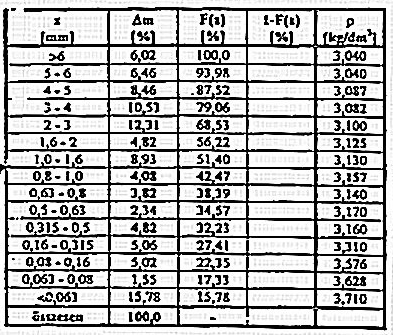 x Δm F(x) 1-F(x) ρ
[mm] [%] [%] [%] [kg/dm³]
>6 6,02 100,0 3,040
5 - 6 6,46 93,98 3,040
4 - 5 8,46 87,52 3,087
3 - 4 10,53 79,06 3,082
2 - 3 12,31 68,53 3,100
1,6 - 2 4,82 56,22 3,125
1,0 - 1,6 8,93 51,40 3,130
0,8 - 1,0 4,08 42,47 3,157
0,63 - 0,8 3,82 38,39 3,140
0,5 - 0,63 2,34 34,57 3,170
0,315 - 0,5 4,82 32,23 3,160
0,16 - 0,315 5,06 27,41 3,310
0,08 - 0,16 5,02 22,35 3,576
0,063 - 0,08 1,55 17,33 3,628
<0,063 15,78 15,78 3,710
összesen 100,0 -